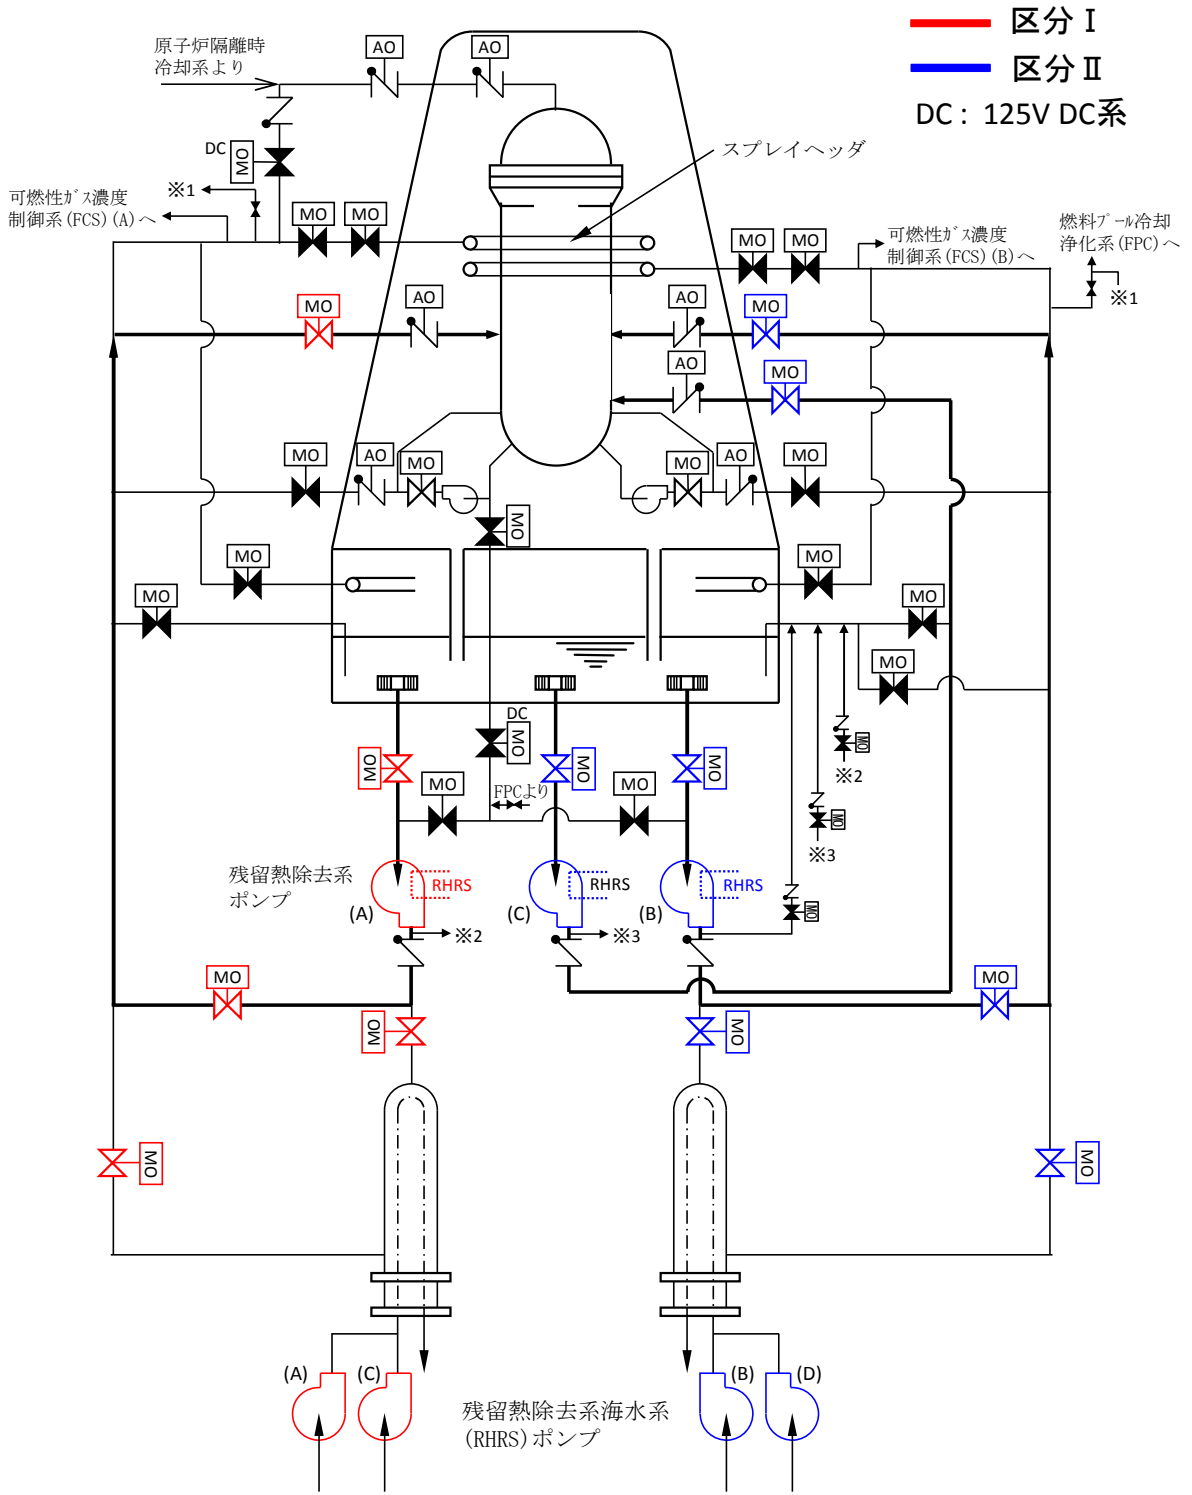 区分Ⅰ
区分Ⅱ
DC： 125V DC系
原子炉隔離時
冷却系より
AO
AO
DC
MO
スプレイヘッダ
※1
可燃性ガス濃度
制御系(FCS)(A)へ
MO
MO
MO
MO
可燃性ガス濃度
制御系(FCS)(B)へ
燃料プール冷却
浄化系(FPC)へ
※1
MO
AO
AO
MO
AO
MO
MO
AO
MO
MO
AO
MO
MO
MO
MO
MO
MO
MO
DC
MO
MO
MO
MO
MO
※2
FPCより
MO
MO
MO
※3
残留熱除去系
ポンプ
RHRS
RHRS
RHRS
(A)
(C)
(B)
MO
※2
※3
MO
MO
MO
MO
MO
MO
(A)
(C)
(B)
(D)
残留熱除去系海水系
(RHRS)ポンプ